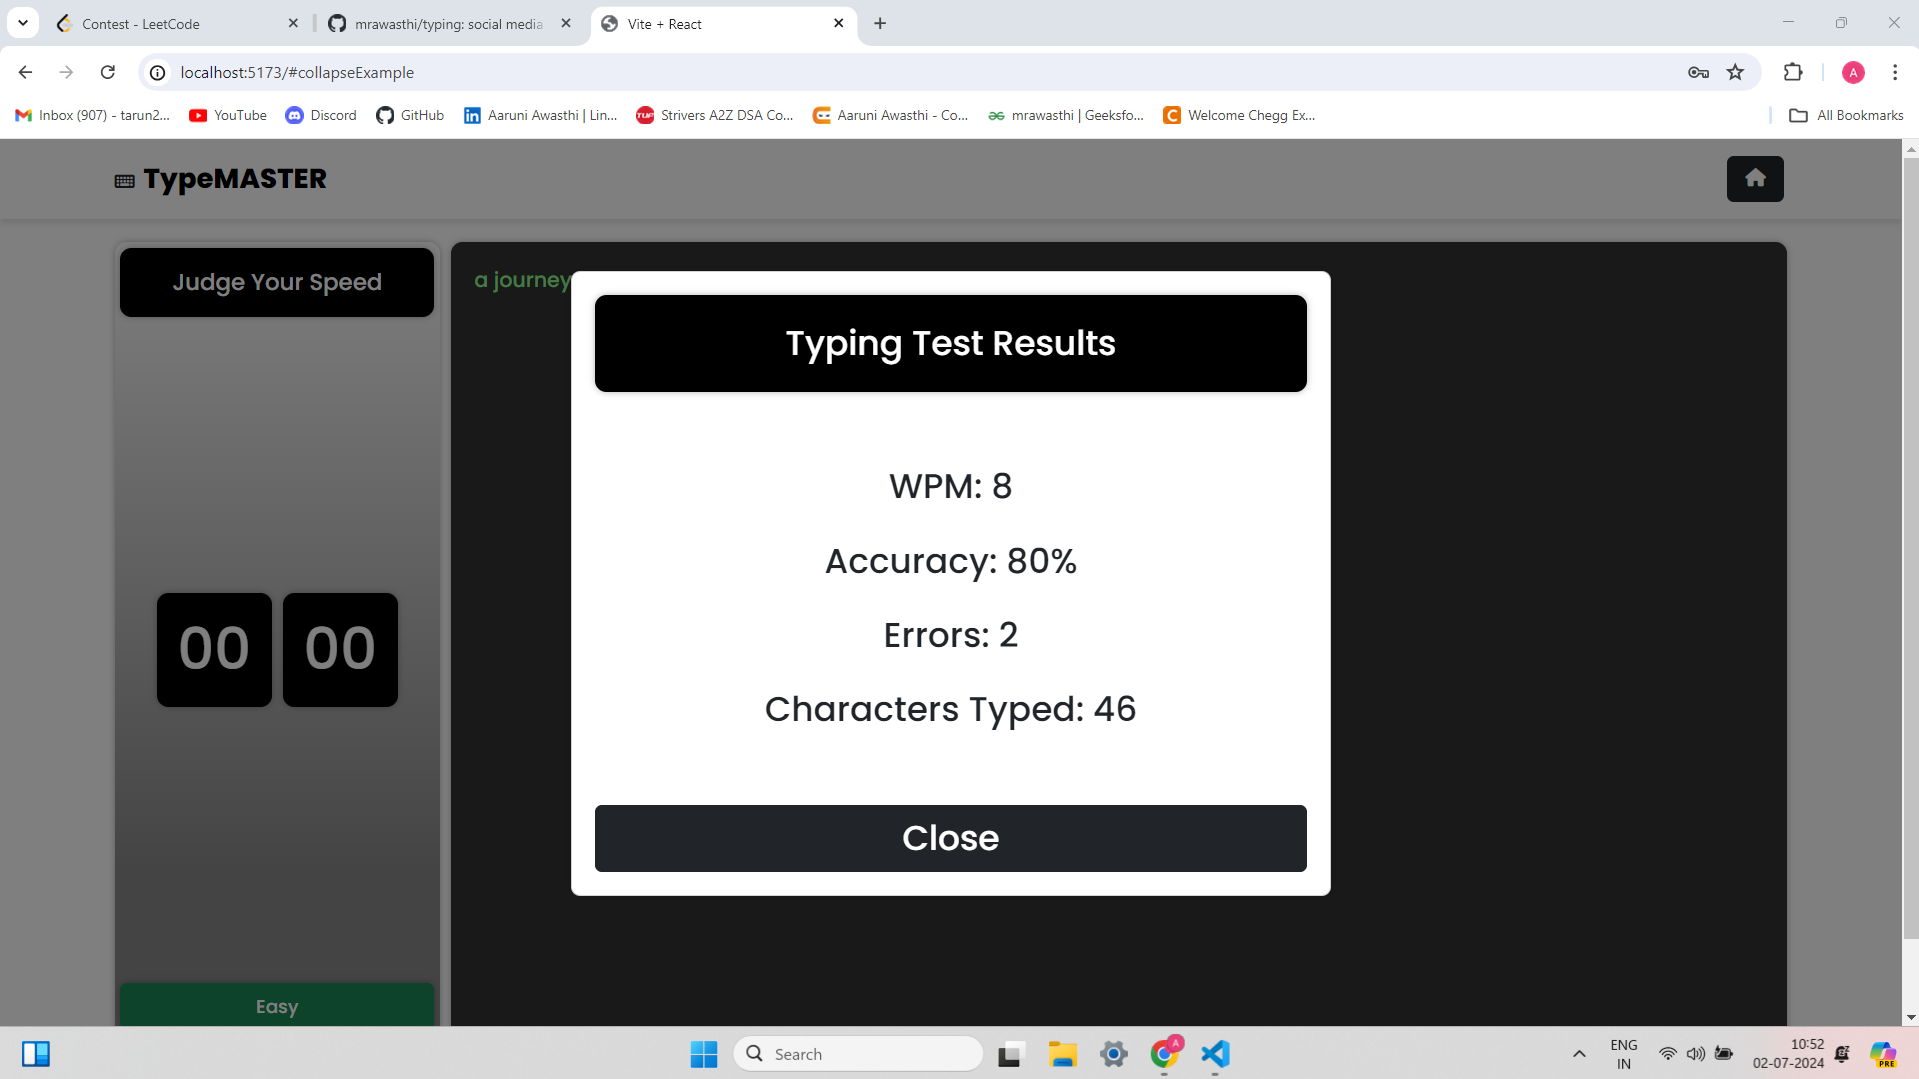 Contest - LeetCode
mrawasthi/typing: social media
Vite + React
localhost:5173/#collapseExample
A
Inbox (907) - tarun2...
YouTube
Discord
GitHub
Aaruni Awasthi | Lin...
Strivers A2Z DSA Co...
Aaruni Awasthi - Co...
mrawasthi | Geeksfo...
Welcome Chegg Ex...
All Bookmarks
TypeMASTER
Judge Your Speed
a journey
Typing Test Results
WPM: 8
Accuracy: 80%
Errors: 2
Characters Typed: 46
Close
00 00
Easy
Search
A
ENG
IN
10:52
02-07-2024
PRE